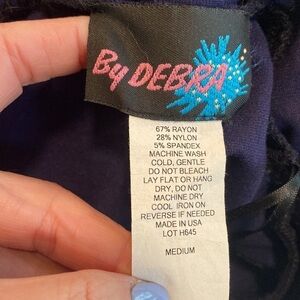 By DEBRA
67% RAYON
28% NYLON
5% SPANDEX
MACHINE WASH
COLD, GENTLE
DO NOT BLEACH
LAY FLAT OR HANG
DRY, DO NOT
MACHINE DRY
COOL IRON ON
REVERSE IF NEEDED
MADE IN USA
LOT H645
MEDIUM